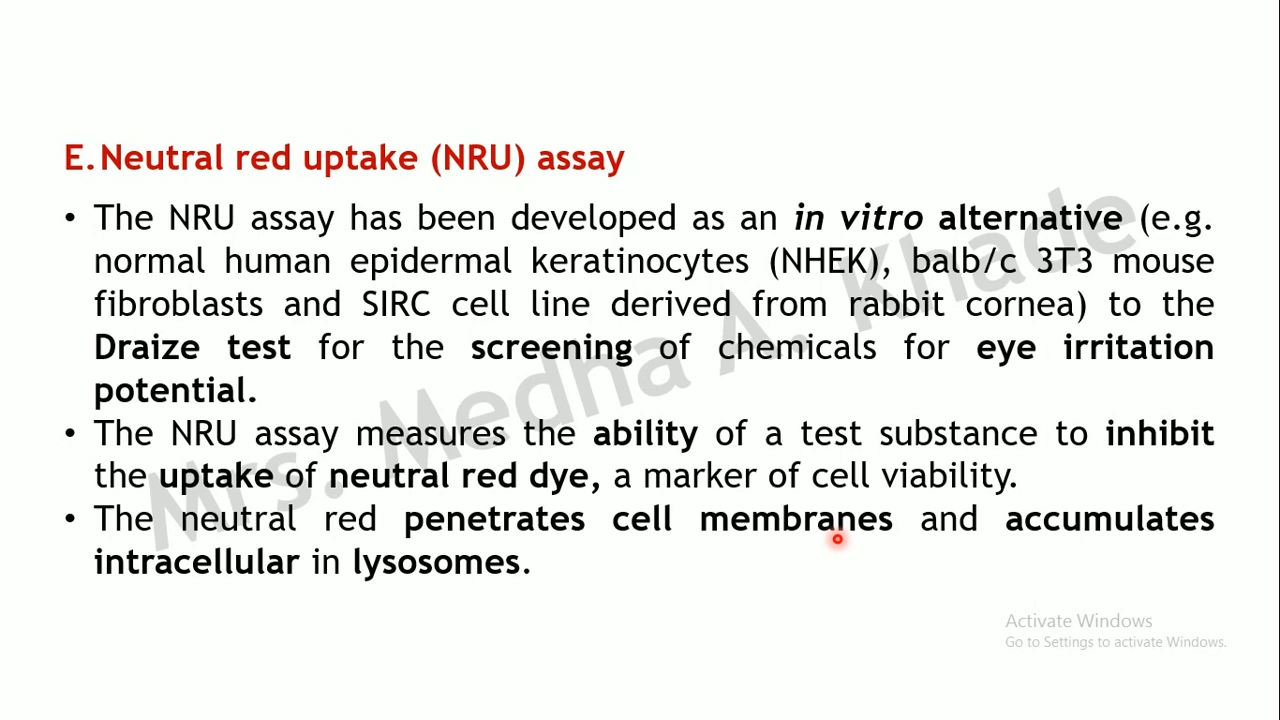 E. Neutral red uptake (NRU) assay
• The NRU assay has been developed as an in vitro alternative (e.g.
normal human epidermal keratinocytes (NHEK), balb/c 3T3 mouse
fibroblasts and SIRC cell line derived from rabbit cornea) to the
Draize test for the screening of chemicals for eye irritation
potential.
• The NRU assay measures the ability of a test substance to inhibit
the uptake of neutral red dye, a marker of cell viability.
• The neutral red penetrates cell membranes and accumulates
intracellular in lysosomes.
Mrs. Medha A. Khade
Activate Windows
Go to Settings to activate Windows.